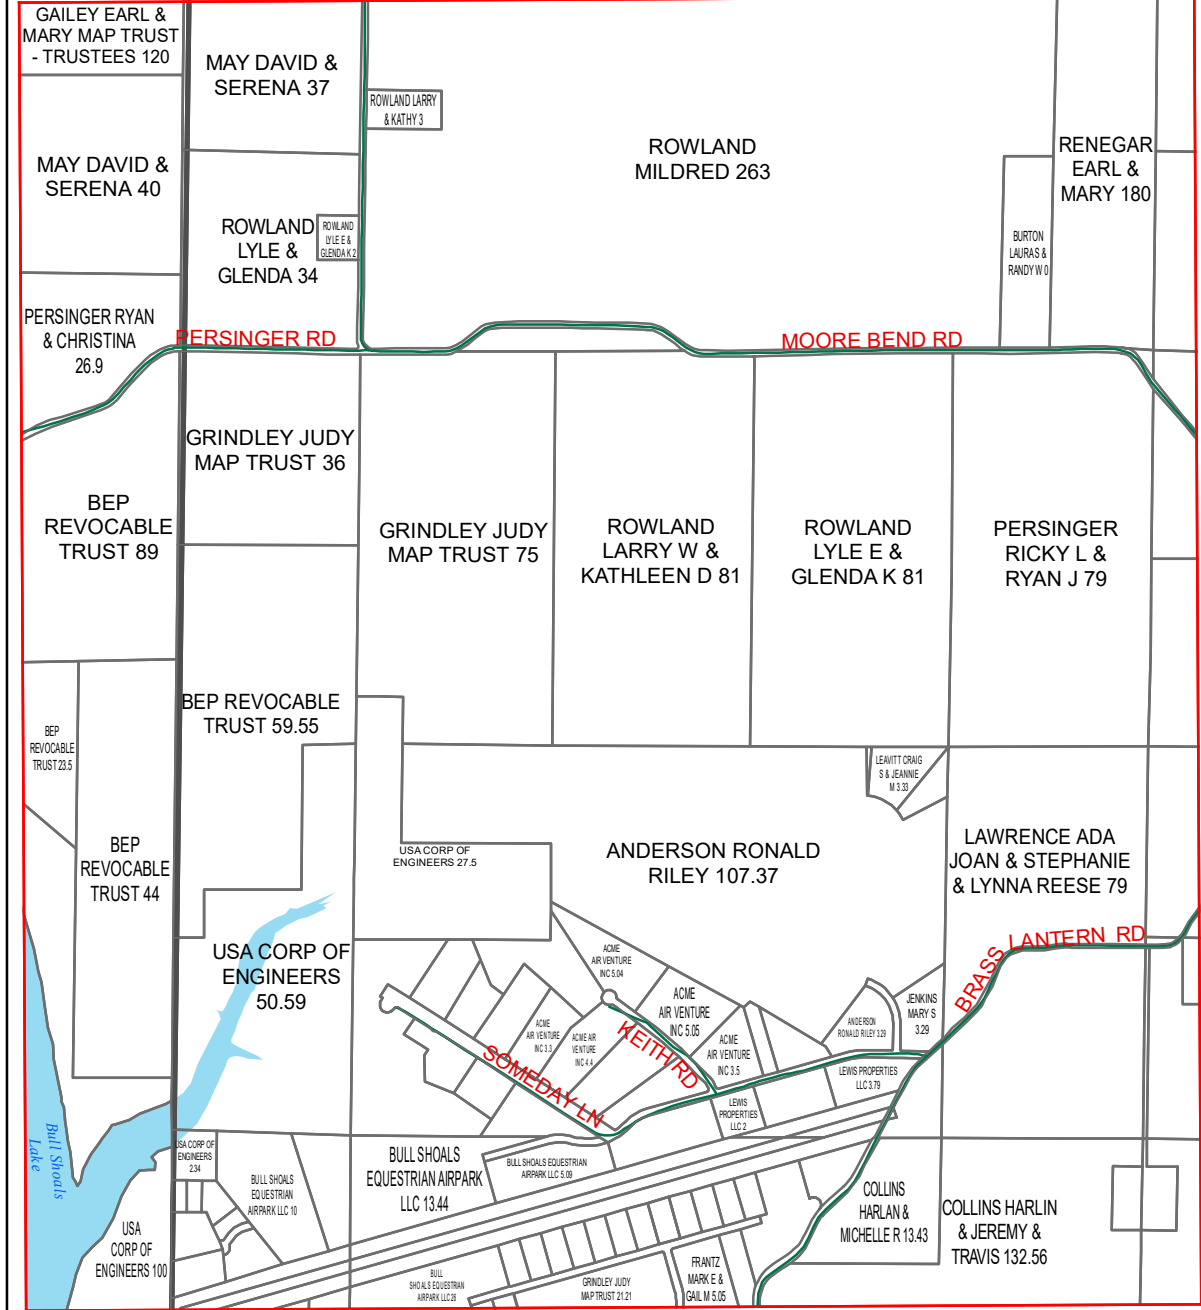 GAILEY EARL &
MARY MAP TRUST
- TRUSTEES 120
MAY DAVID &
SERENA 37
ROWLAND LARRY
& KATHY 3
ROWLAND
MILDRED 263
RENEGAR
EARL &
MARY 180
MAY DAVID &
SERENA 40
ROWLAND
LYLE &
GLENDA 34
ROWLAND
LYLE E &
GLENDA K 2
BURTON
LAURA S &
RANDY W 0
PERSINGER RYAN
& CHRISTINA
26.9
PERSINGER RD
MOORE BEND RD
GRINDLEY JUDY
MAP TRUST 36
BEP
REVOCABLE
TRUST 89
GRINDLEY JUDY
MAP TRUST 75
ROWLAND
LARRY W &
KATHLEEN D 81
ROWLAND
LYLE E &
GLENDA K 81
PERSINGER
RICKY L &
RYAN J 79
BEP REVOCABLE
TRUST 59.55
BEP
REVOCABLE
TRUST 23.5
LEAVITT CRAIG
S & JEANNIE
M 3.33
BEP
REVOCABLE
TRUST 44
USA CORP OF
ENGINEERS 27.5
ANDERSON RONALD
RILEY 107.37
LAWRENCE ADA
JOAN & STEPHANIE
& LYNNA REESE 79
USA CORP OF
ENGINEERS
50.59
ACME
AIR VENTURE
INC 5.04
BRASS LANTERN RD
ACME
AIR VENTURE
INC 5.05
JENKINS
MARY S
3.29
ACME
AIR VENTURE
INC 3.3
ACME AIR
VENTURE
INC 4.4
KEITH RD
ACME
AIR VENTURE
INC 3.5
ANDERSON
RONALD RILEY 3.29
SOMEDAY LN
LEWIS PROPERTIES
LLC 3.79
LEWIS
PROPERTIES
LLC 2
Bull Shoals
Lake
USA CORP OF
ENGINEERS
2.34
BULL SHOALS
EQUESTRIAN
AIRPARK LLC 10
BULL SHOALS
EQUESTRIAN AIRPARK
LLC 13.44
BULL SHOALS EQUESTRIAN
AIRPARK LLC 5.09
COLLINS
HARLAN &
MICHELLE R 13.43
COLLINS HARLIN
& JEREMY &
TRAVIS 132.56
USA
CORP OF
ENGINEERS 100
BULL
SHOALS EQUESTRIAN
AIRPARK LLC 26
GRINDLEY JUDY
MAP TRUST 21.21
FRANTZ
MARK E &
GAIL M 5.05